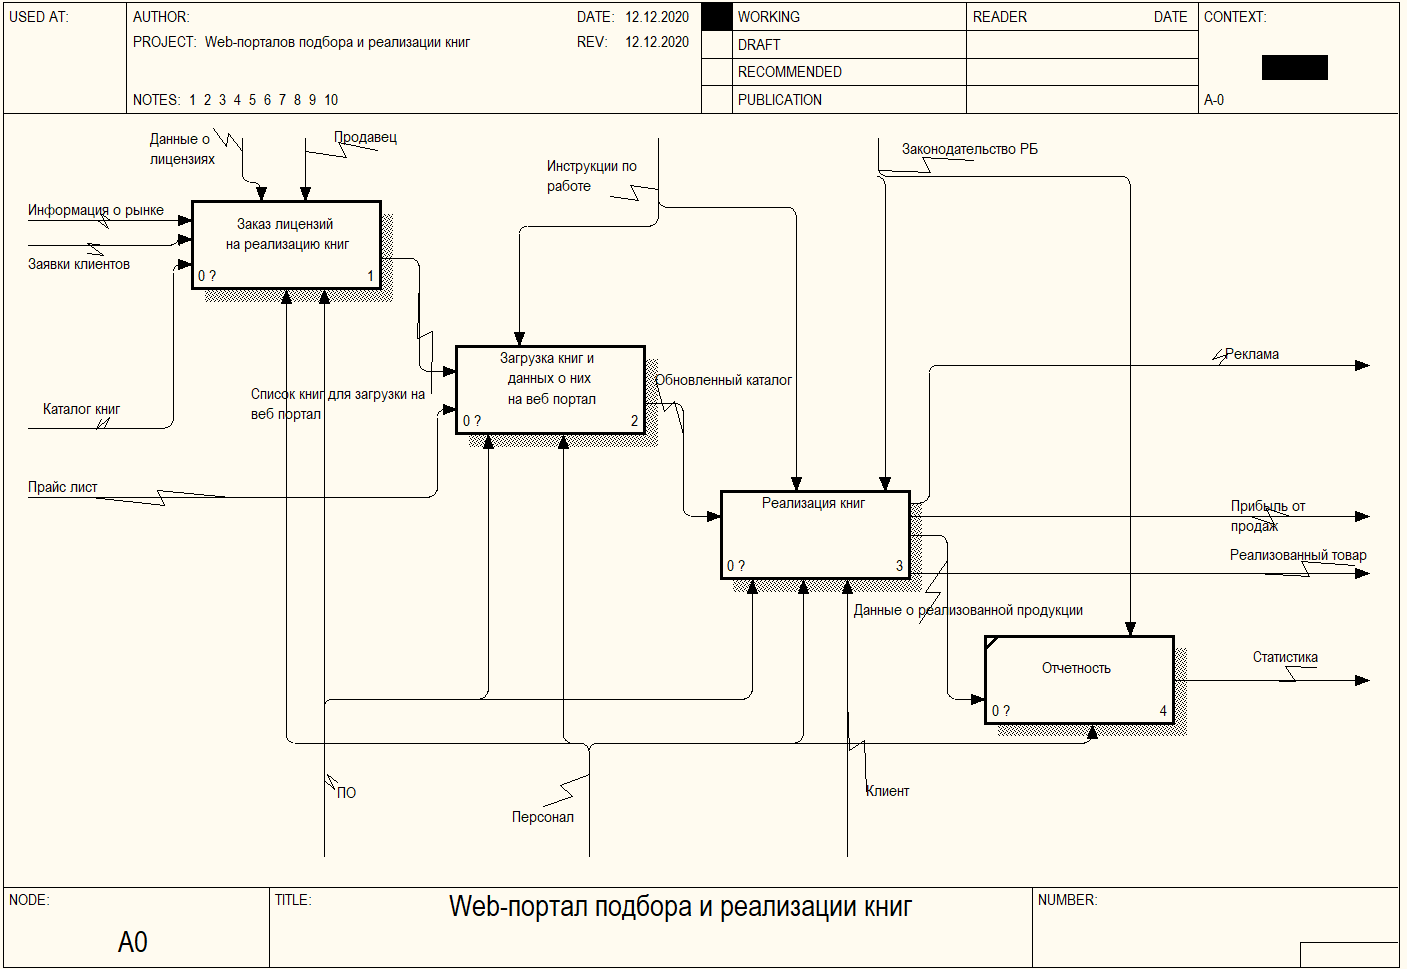 USED AT:
AUTHOR:
DATE: 12.12.2020
PROJECT: Web-порталов подбора и реализации книг
REV: 12.12.2020
NOTES: 1 2 3 4 5 6 7 8 9 10
WORKING
DRAFT
RECOMMENDED
PUBLICATION
READER
DATE
CONTEXT:
A-0
Данные о
лицензиях
Продавец
Инструкции по
работе
Законодательство РБ
Информация о рынке
Заявки клиентов
Каталог книг
Прайс лист
Заказ лицензий
на реализацию книг
0 ?
1
Список книг для загрузки на
веб портал
Загрузка книг и
данных о них
на веб портал
0 ?
2
Обновленный каталог
Реализация книг
0 ?
3
Реклама
Прибыль от
продаж
Реализованный товар
Данные о реализованной продукции
Отчетность
0 ?
4
Статистика
ПО
Персонал
Клиент
NODE:
A0
TITLE:
Web-портал подбора и реализации книг
NUMBER: